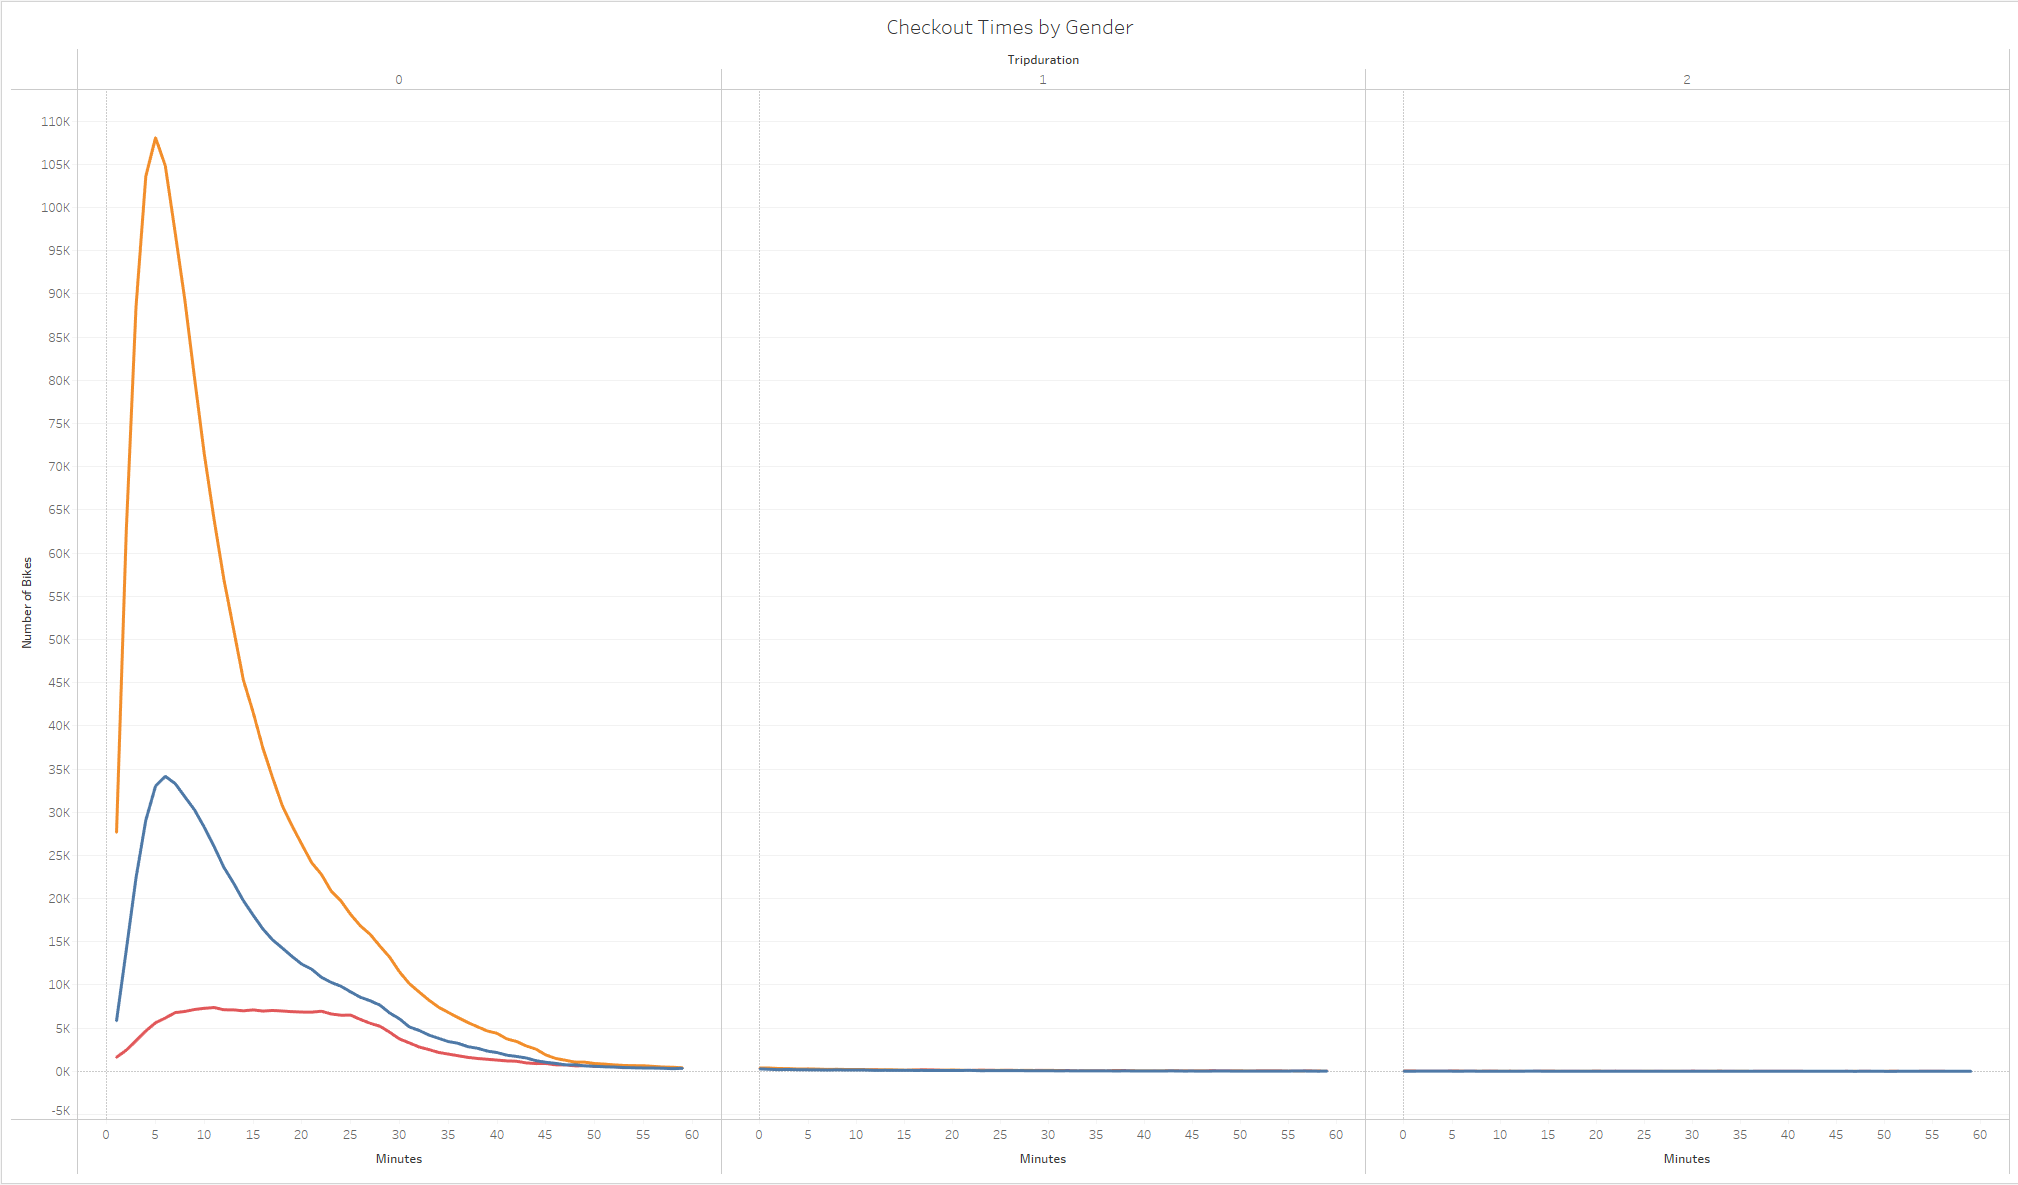 Checkout Times by Gender
Tripduration
0 1 2
110K
105K
100K
95K
90K
85K
80K
75K
70K
65K
60K
55K
50K
45K
40K
35K
30K
25K
20K
15K
10K
5K
0K
-5K
Number of Bikes
0 5 10 15 20 25 30 35 40 45 50 55 60 0 5 10 15 20 25 30 35 40 45 50 55 60 0 5 10 15 20 25 30 35 40 45 50 55 60
Minutes Minutes Minutes